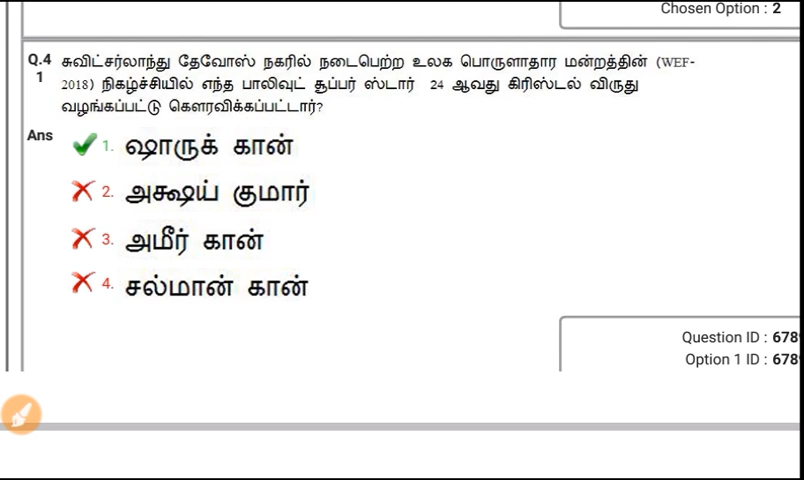 Chosen Option : 2
Q.4 சுவிட்சர்லாந்து தேவோஸ் நகரில் நடைபெற்ற உலக பொருளாதார மன்றத்தின் (WEF-
1 2018) நிகழ்ச்சியில் எந்த பாலிவுட் சூப்பர் ஸ்டார் 24 ஆவது கிரிஸ்டல் விருது
வழங்கப்பட்டு கௌரவிக்கப்பட்டார்?
Ans 1. ஷாருக் கான்
2. அக்ஷய் குமார்
3. அமீர் கான்
4. சல்மான் கான்
Question ID : 678
Option 1 ID : 678